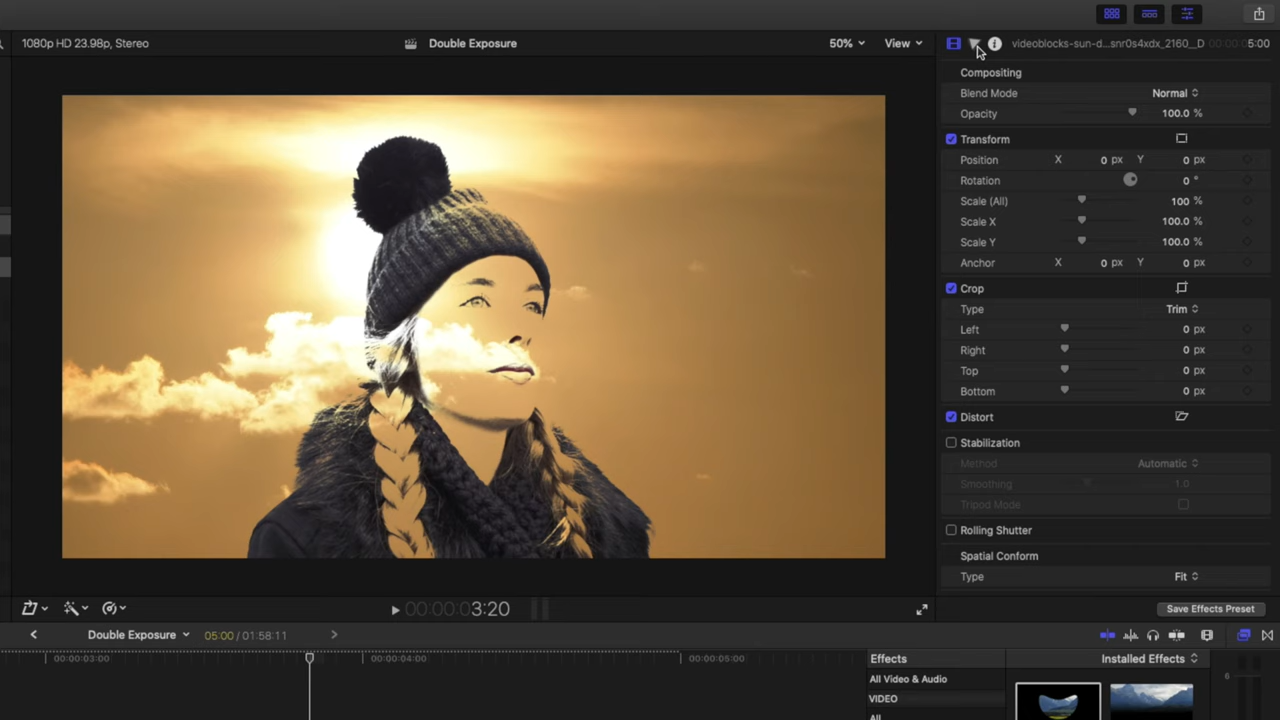 1080p HD 23.98p, Stereo
Double Exposure
50%
View
videoblocks-sun-d...snr0s4xdx_2160__D
00:00:05:00
Compositing
Blend Mode Normal
Opacity 100.0 %
Transform
Position X 0 px Y 0 px
Rotation 0 °
Scale (All) 100 %
Scale X 100.0 %
Scale Y 100.0 %
Anchor X 0 px Y 0 px
Crop
Type Trim
Left 0 px
Right 0 px
Top 0 px
Bottom 0 px
Distort
Stabilization
Method Automatic
Smoothing 1.0
Tripod Mode
Rolling Shutter
Spatial Conform
Type Fit
00:00:03:20
Save Effects Preset
Double Exposure 05:00 / 01:58:11
00:00:03:00 00:00:04:00 00:00:05:00
Effects Installed Effects
All Video & Audio
6
VIDEO
All